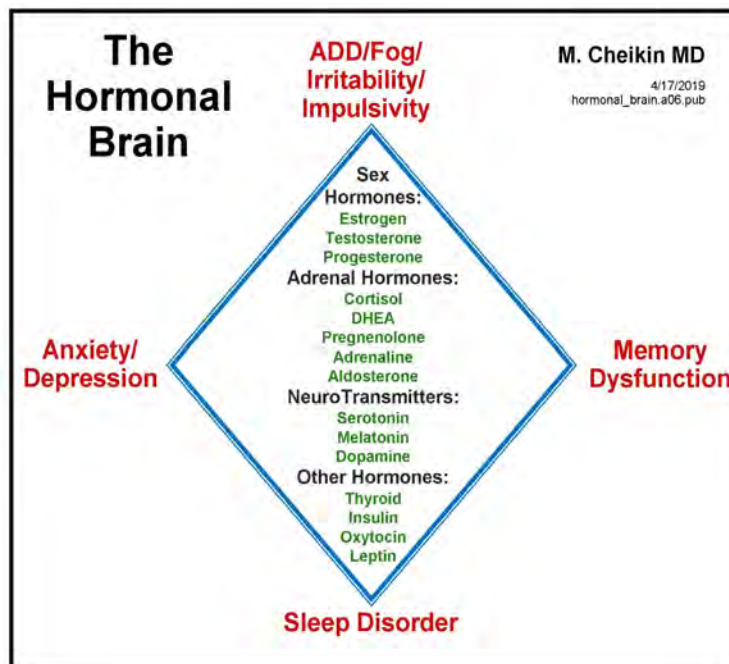 The
Hormonal
Brain
ADD/Fog/
Irritability/
Impulsivity
M. Cheikin MD
4/17/2019
hormonal_brain.a06.pub
Sex
Hormones:
Estrogen
Testosterone
Progesterone
Adrenal Hormones:
Cortisol
DHEA
Pregnenolone
Adrenaline
Aldosterone
NeuroTransmitters:
Serotonin
Melatonin
Dopamine
Other Hormones:
Thyroid
Insulin
Oxytocin
Leptin
Anxiety/
Depression
Memory
Dysfunction
Sleep Disorder